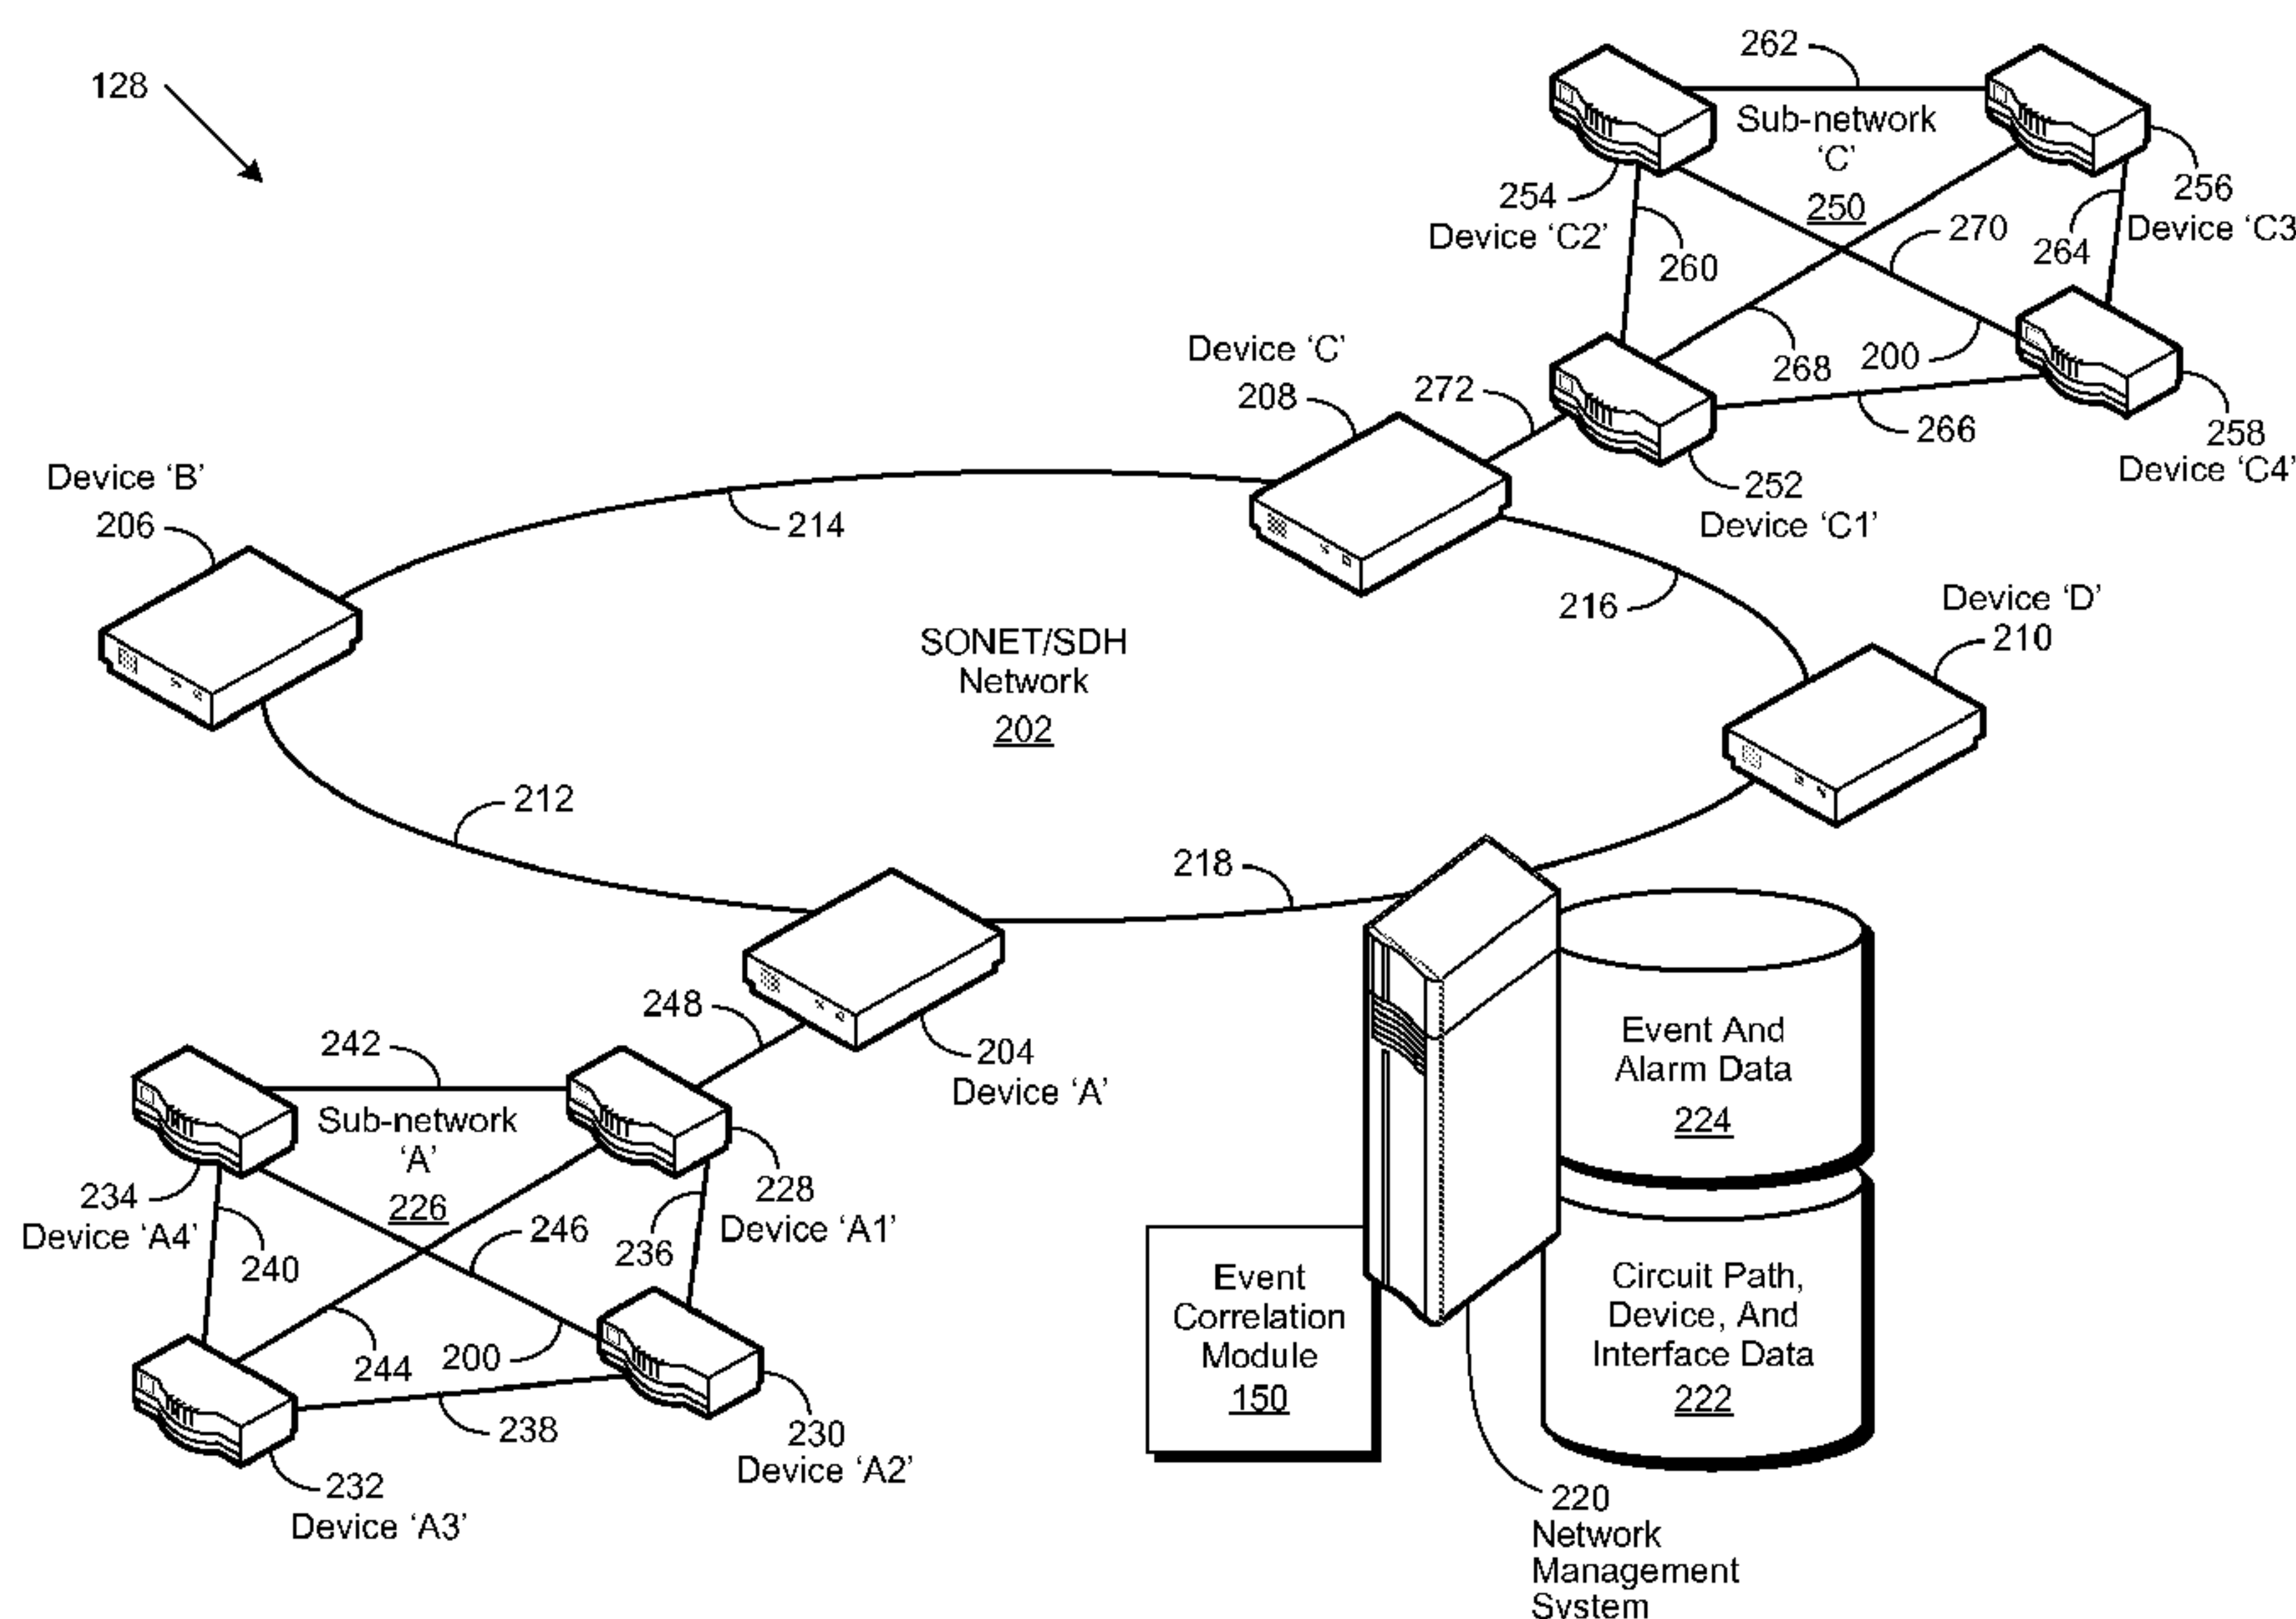 128
262
Sub-network
‘C’
250
254
Device ‘C2’
256
Device ‘C3
260
264
270
268
200
266
258
Device ‘C4’
252
Device ‘C1’
272
Device ‘C’
208
Device ‘B’
206
214
216
SONET/SDH
Network
202
Device ‘D’
210
212
218
248
204
Device ‘A’
242
Sub-network
‘A’
226
234
Device ‘A4’
228
Device ‘A1’
240
246
236
244
200
238
230
Device ‘A2’
232
Device ‘A3’
Event And
Alarm Data
224
Circuit Path,
Device, And
Interface Data
222
Event
Correlation
Module
150
220
Network
Management
System